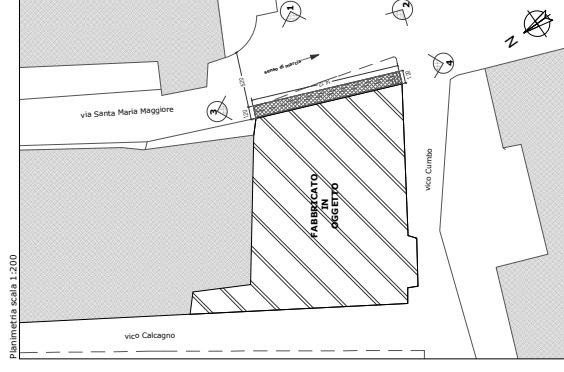 Planimetria scala 1:200
1
2
N
4
3
senso di marcia
via Santa Maria Maggiore
FABBRICATO
IN
OGGETTO
vico Cumbo
vico Calcagno